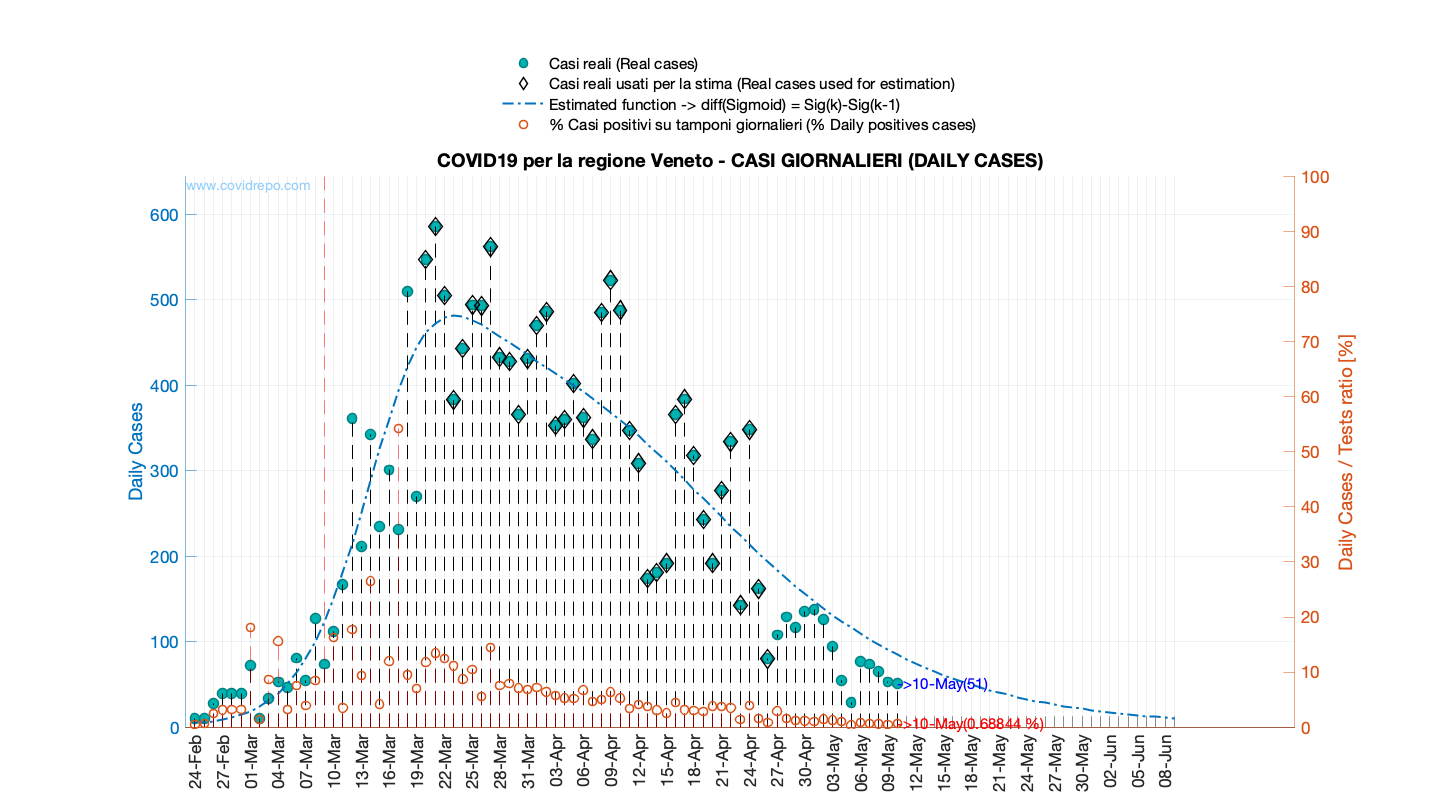 Casi reali (Real cases)
Casi reali usati per la stima (Real cases used for estimation)
Estimated function -> diff(Sigmoid) = Sig(k)-Sig(k-1)
% Casi positivi su tamponi giornalieri (% Daily positives cases)
COVID19 per la regione Veneto - CASI GIORNALIERI (DAILY CASES)
www.covidrepo.com
Daily Cases
600
500
400
300
200
100
0
Daily Cases / Tests ratio [%]
100
90
80
70
60
50
40
30
20
10
0
->10-May(51)
->10-May(0.68844 %)
24-Feb
27-Feb
01-Mar
04-Mar
07-Mar
10-Mar
13-Mar
16-Mar
19-Mar
22-Mar
25-Mar
28-Mar
31-Mar
03-Apr
06-Apr
09-Apr
12-Apr
15-Apr
18-Apr
21-Apr
24-Apr
27-Apr
30-Apr
03-May
06-May
09-May
12-May
15-May
18-May
21-May
24-May
27-May
30-May
02-Jun
05-Jun
08-Jun